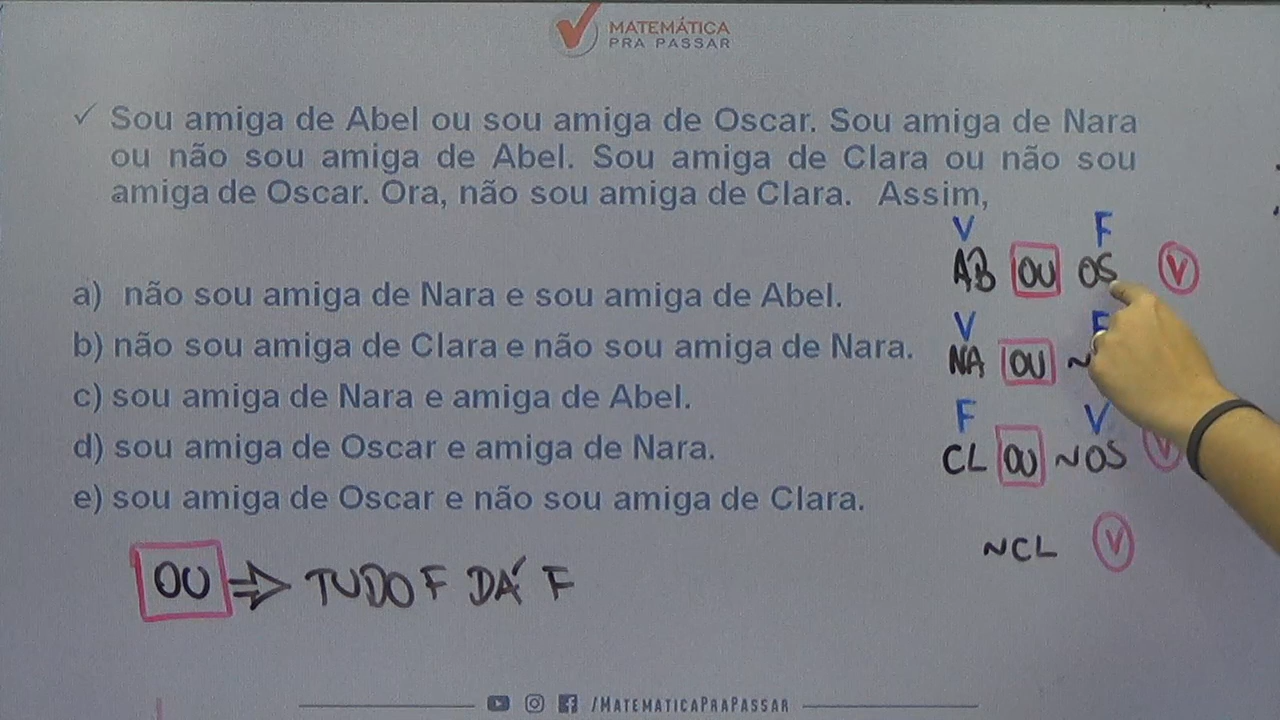 MATEMÁTICA
PRA PASSAR
Sou amiga de Abel ou sou amiga de Oscar. Sou amiga de Nara
ou não sou amiga de Abel. Sou amiga de Clara ou não sou
amiga de Oscar. Ora, não sou amiga de Clara. Assim,
a) não sou amiga de Nara e sou amiga de Abel.
b) não sou amiga de Clara e não sou amiga de Nara.
c) sou amiga de Nara e amiga de Abel.
d) sou amiga de Oscar e amiga de Nara.
e) sou amiga de Oscar e não sou amiga de Clara.
V F
AB OU OS V
V F
NA OU ~
F V
CL OU ~OS V
~CL V
OU ⇒ TUDO F DÁ F
/MATEMATICAPRAPASSAR